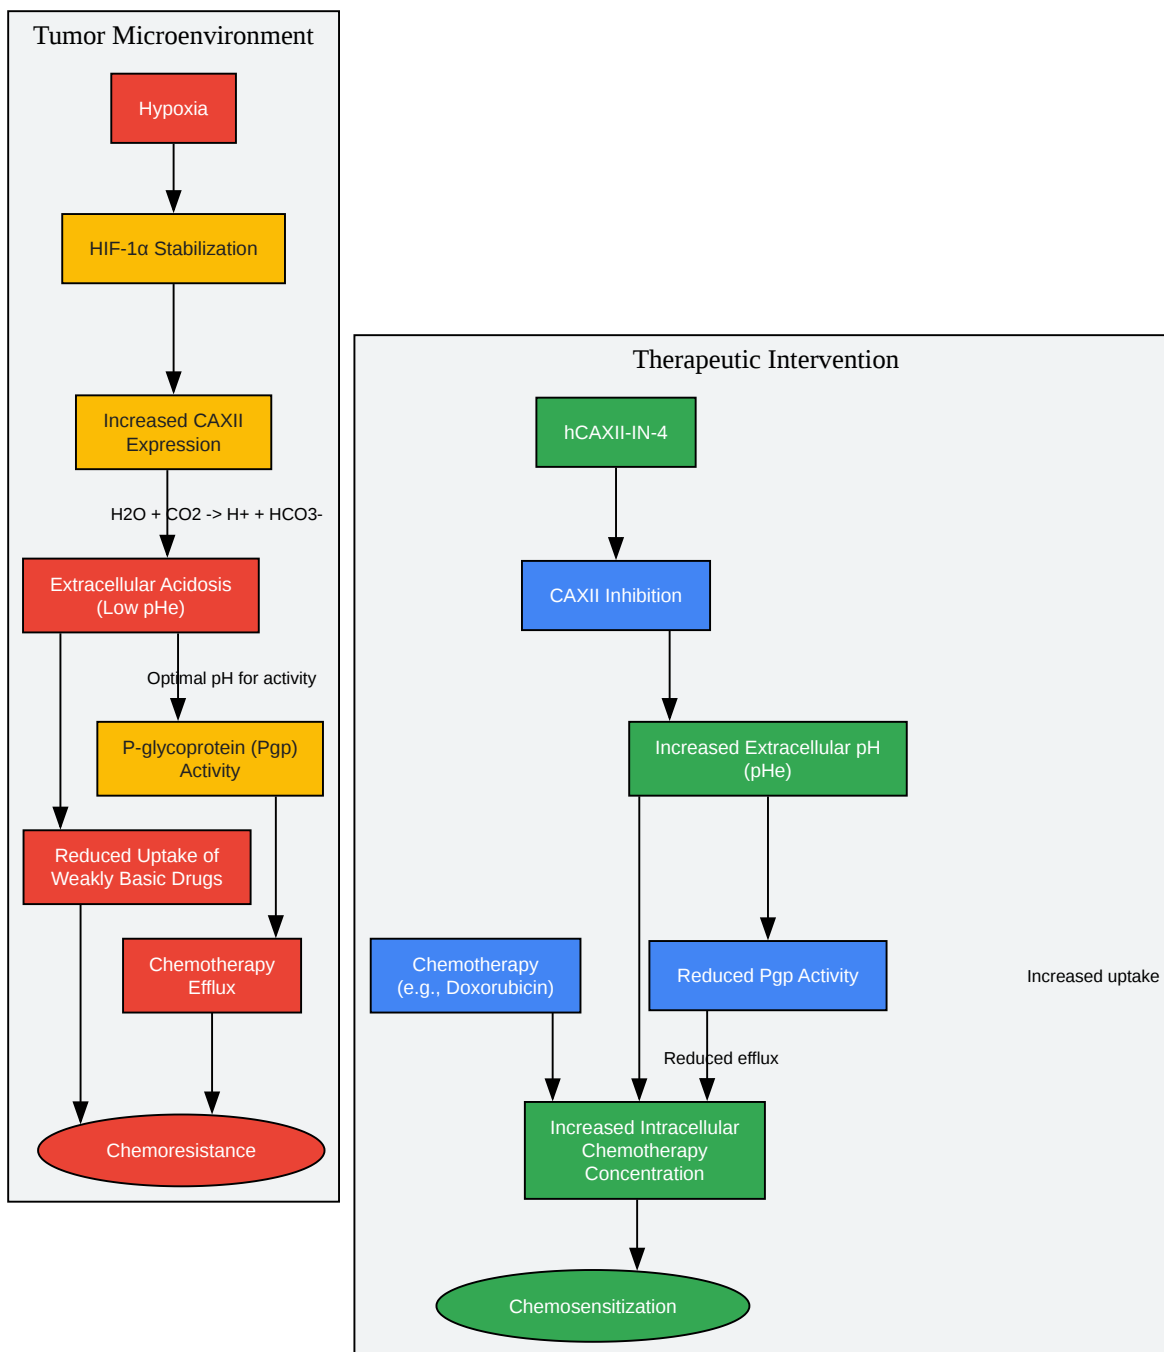 Tumor Microenvironment
Hypoxia
HIF-1α Stabilization
Increased CAXII
Expression
H2O + CO2 -> H+ + HCO3-
Extracellular Acidosis
(Low pHe)
Optimal pH for activity
P-glycoprotein (Pgp)
Activity
Reduced Uptake of
Weakly Basic Drugs
Chemotherapy
Efflux
Chemoresistance
Therapeutic Intervention
hCAXII-IN-4
CAXII Inhibition
Increased Extracellular pH
(pHe)
Chemotherapy
(e.g., Doxorubicin)
Reduced Pgp Activity
Increased uptake
Reduced efflux
Increased Intracellular
Chemotherapy
Concentration
Chemosensitization